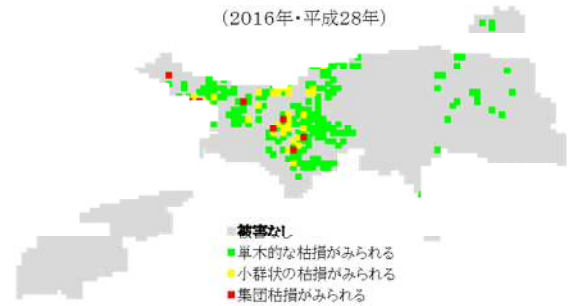 (2016年・平成28年)
被害なし
単木的な枯損がみられる
小群状の枯損がみられる
集団枯損がみられる